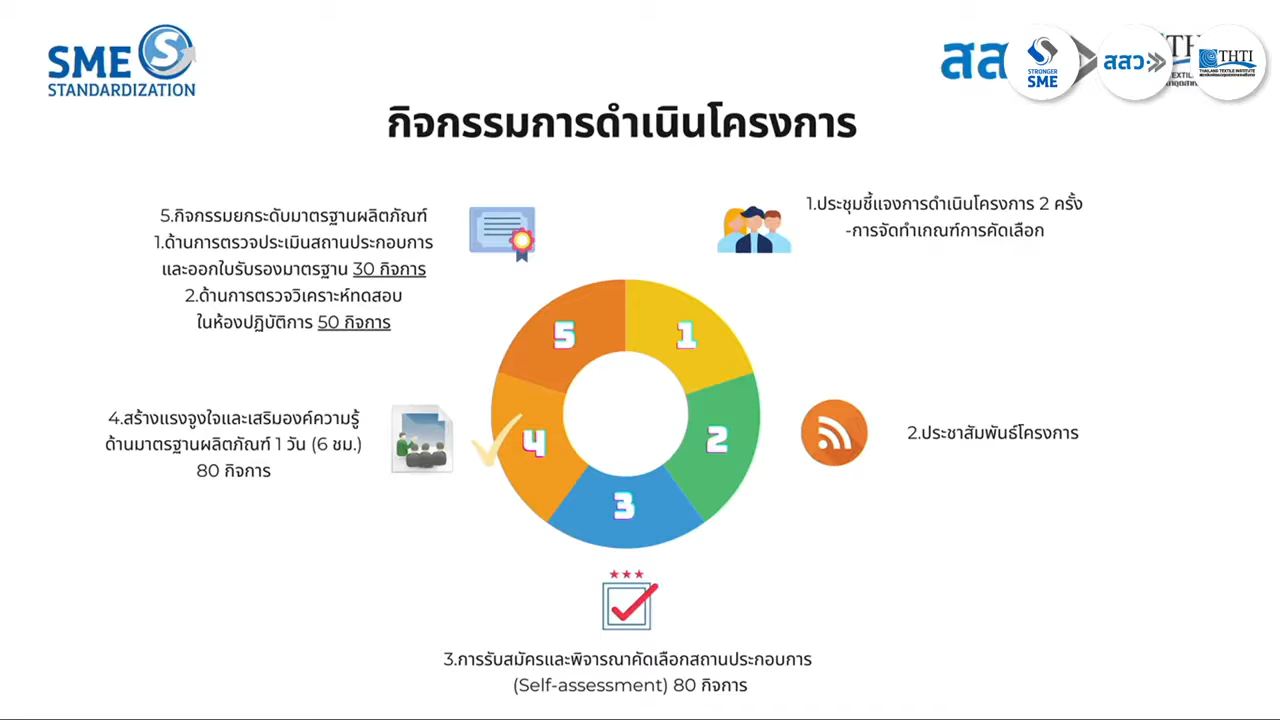 SME
STANDARDIZATION
สสว
STRONGER
SME
สสว.
THTI
THAILAND TEXTILE INSTITUTE
กิจกรรมการดำเนินโครงการ
1.ประชุมชี้แจงการดำเนินโครงการ 2 ครั้ง
-การจัดทำเกณฑ์การคัดเลือก
2.ประชาสัมพันธ์โครงการ
3.การรับสมัครและพิจารณาคัดเลือกสถานประกอบการ
(Self-assessment) 80 กิจการ
4.สร้างแรงจูงใจและเสริมองค์ความรู้
ด้านมาตรฐานผลิตภัณฑ์ 1 วัน (6 ชม.)
80 กิจการ
5.กิจกรรมยกระดับมาตรฐานผลิตภัณฑ์
1.ด้านการตรวจประเมินสถานประกอบการ
และออกใบรับรองมาตรฐาน 30 กิจการ
2.ด้านการตรวจวิเคราะห์ทดสอบ
ในห้องปฏิบัติการ 50 กิจการ
5
1
4
2
3